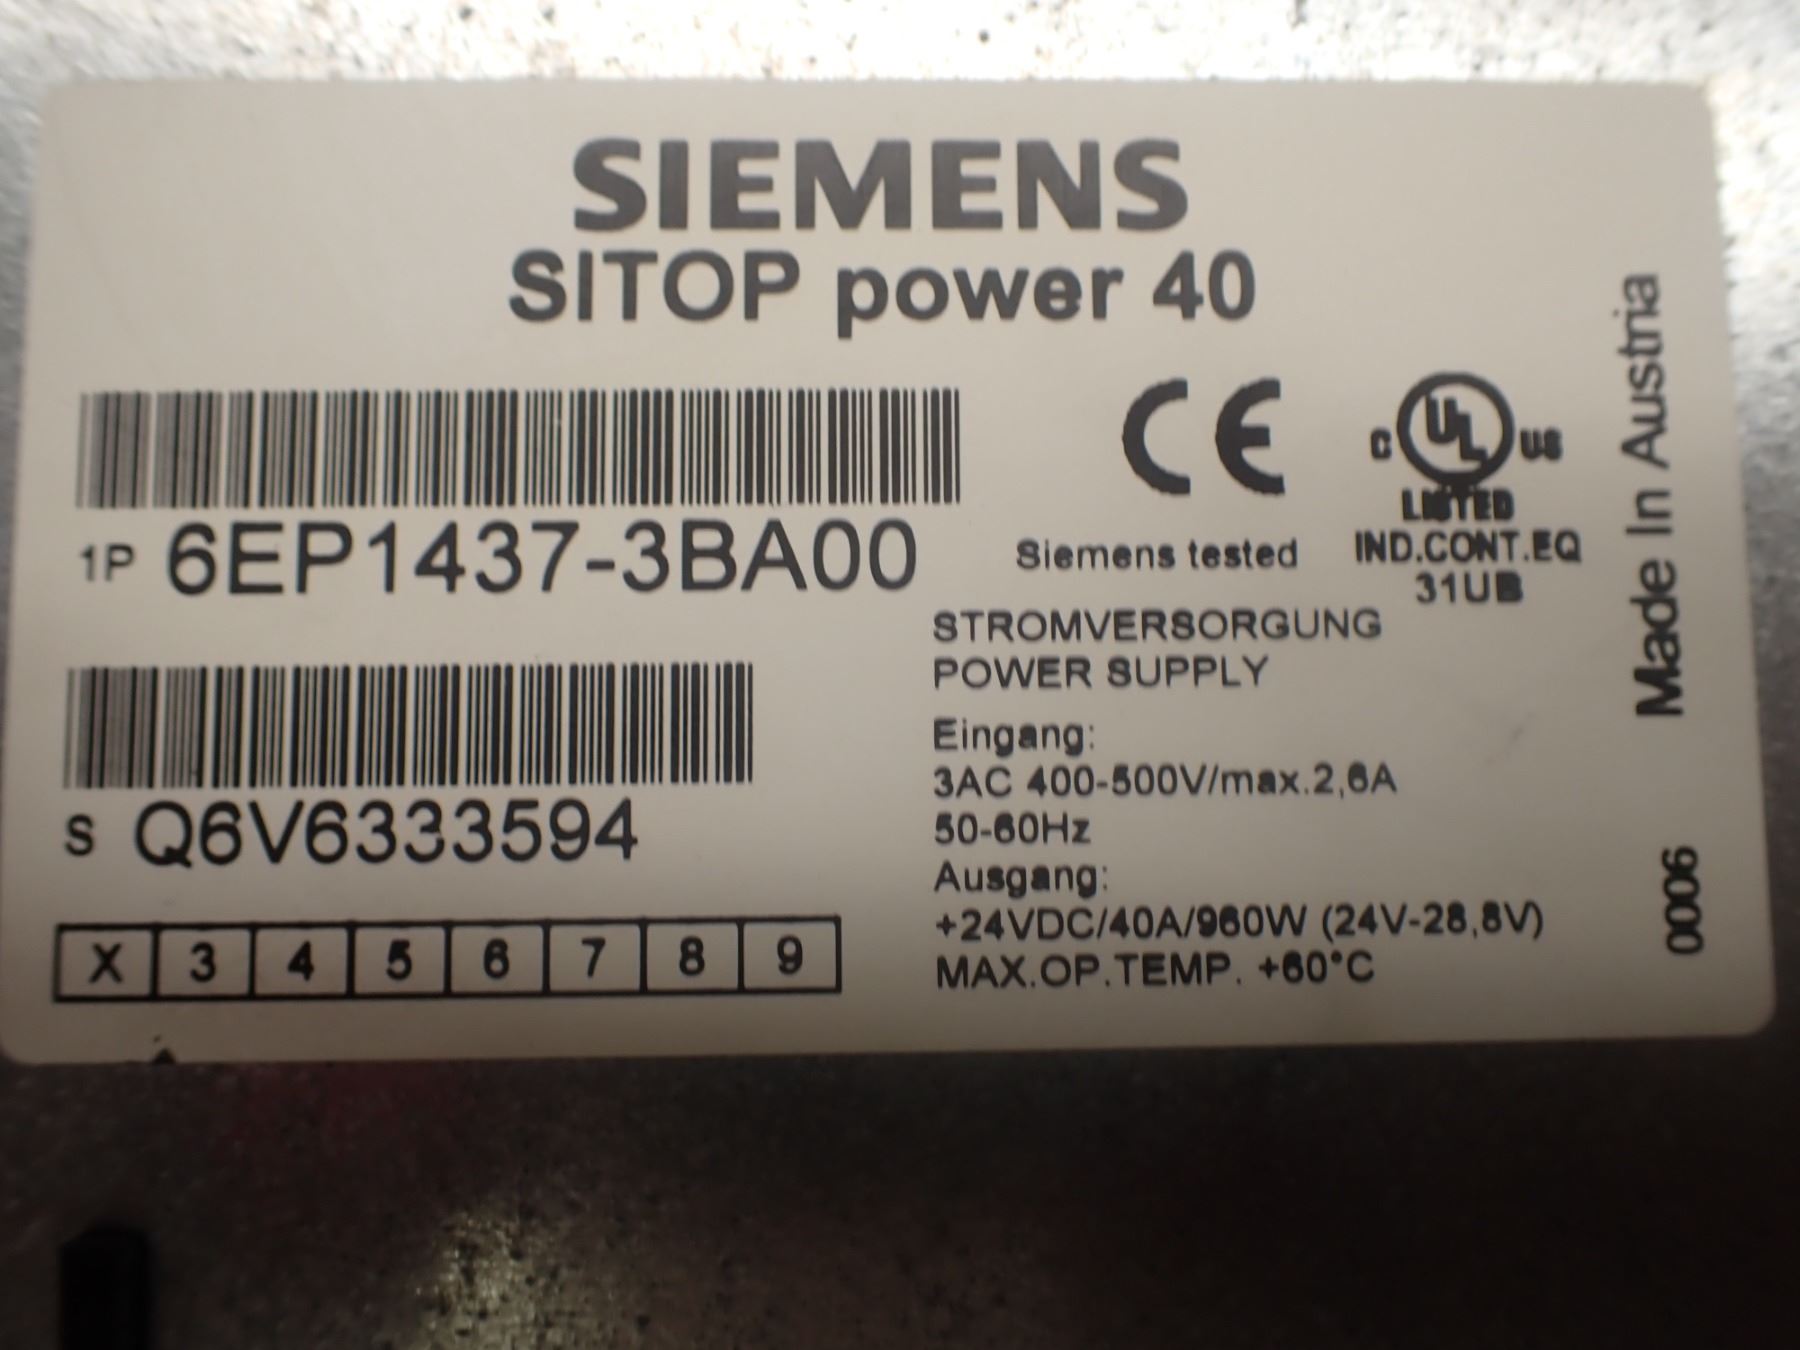 SIEMENS
SITOP power 40
1P 6EP1437-3BA00
S Q6V6333594
X 3 4 5 6 7 8 9
CE
Siemens tested
C UL US
LISTED
IND.CONT.EQ
31UB
STROMVERSORGUNG
POWER SUPPLY
Eingang:
3AC 400-500V/max.2,6A
50-60Hz
Ausgang:
+24VDC/40A/960W (24V-28,8V)
MAX.OP.TEMP. +60°C
Made In Austria
0006